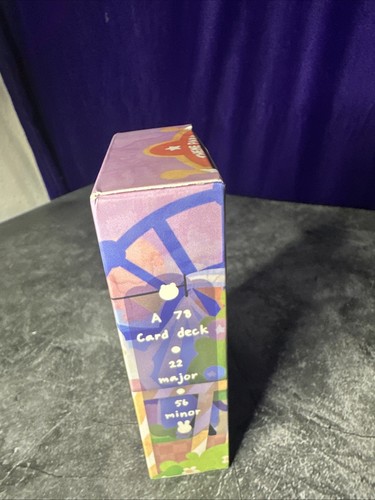 A 78
Card deck
22
major
56
minor